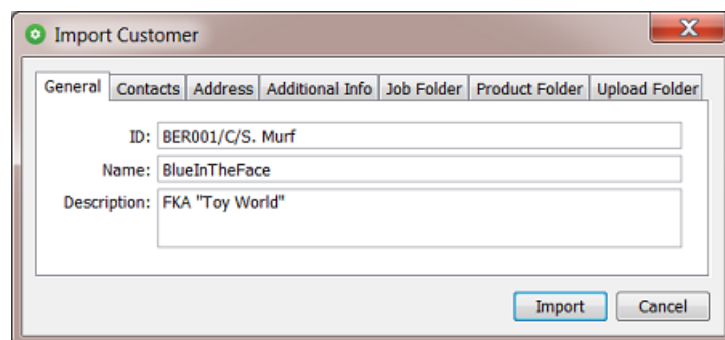 Import Customer
General Contacts Address Additional Info Job Folder Product Folder Upload Folder
ID: BER001/C/S. Murf
Name: BlueInTheFace
Description: FKA "Toy World"
Import Cancel